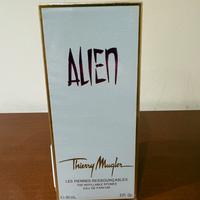 ALIEN
Thierry Mugler
LES PIERRES RESSOURÇABLES
THE REFILLABLE STONES
EAU DE PARFUM